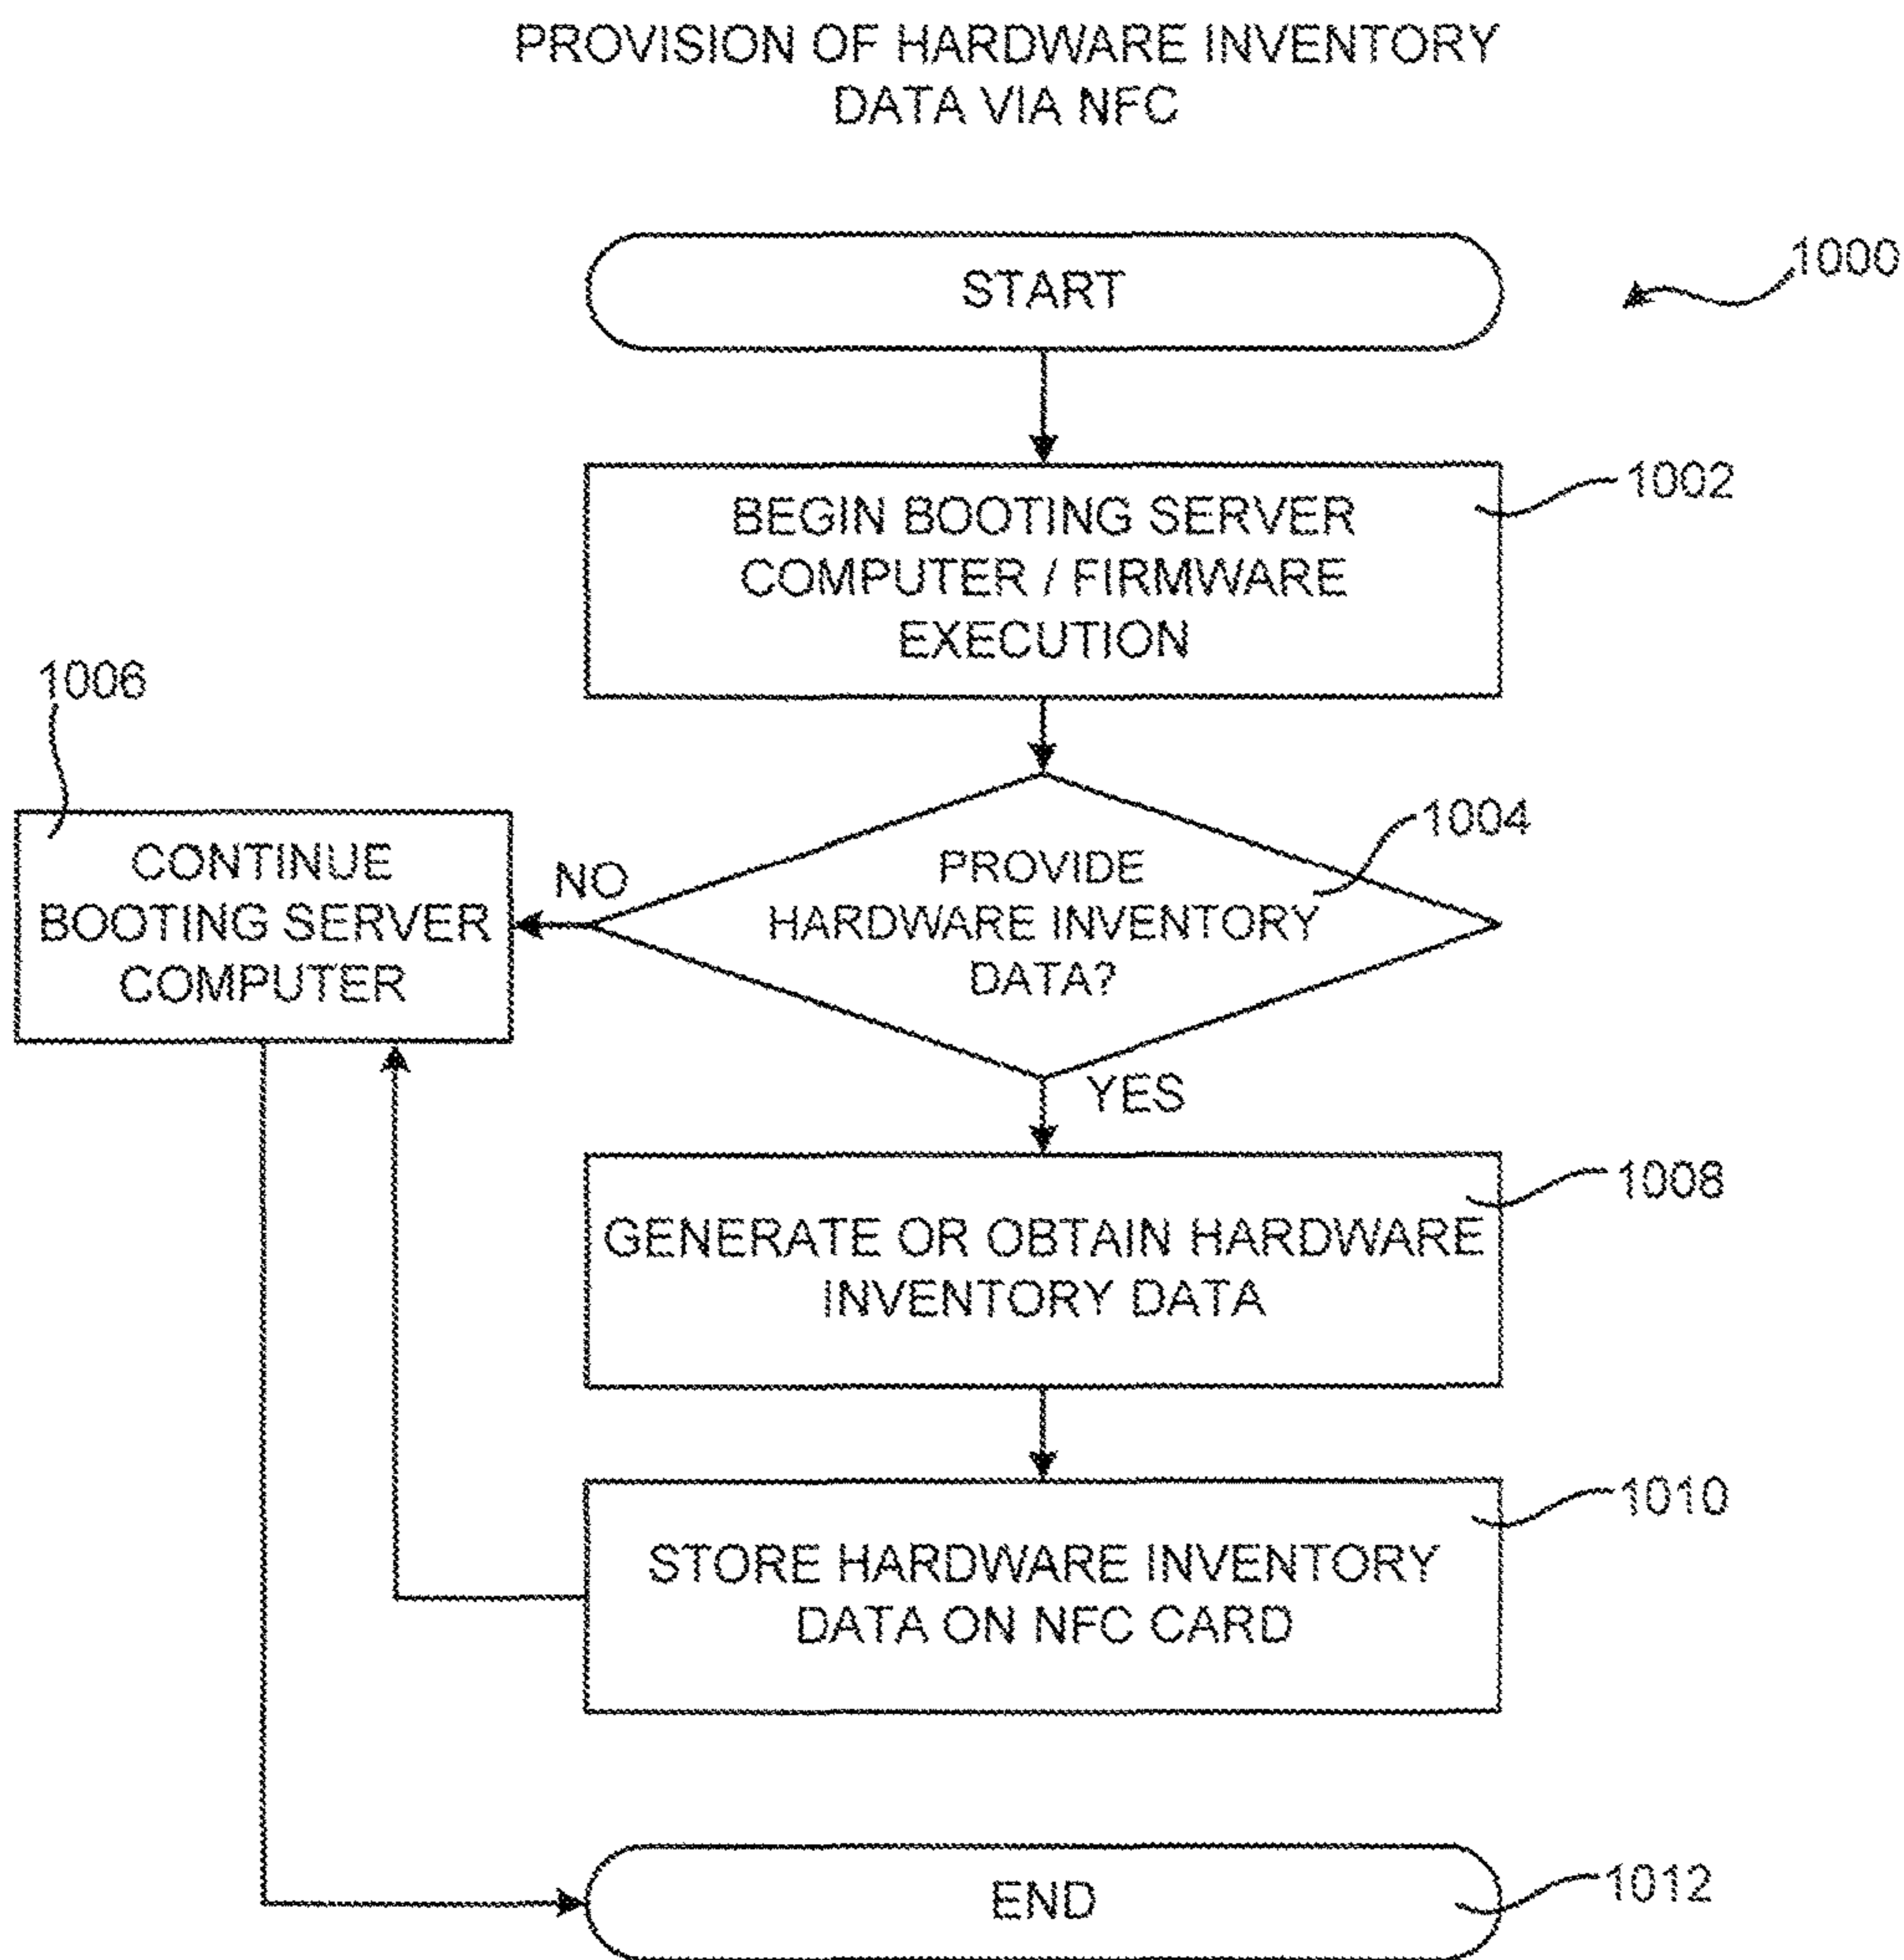 PROVISION OF HARDWARE INVENTORY
DATA VIA NFC
START
1000
BEGIN BOOTING SERVER
COMPUTER / FIRMWARE
EXECUTION
1002
1006
CONTINUE
BOOTING SERVER
COMPUTER
NO
PROVIDE
HARDWARE INVENTORY
DATA?
1004
YES
GENERATE OR OBTAIN HARDWARE
INVENTORY DATA
1008
STORE HARDWARE INVENTORY
DATA ON NFC CARD
1010
END
1012